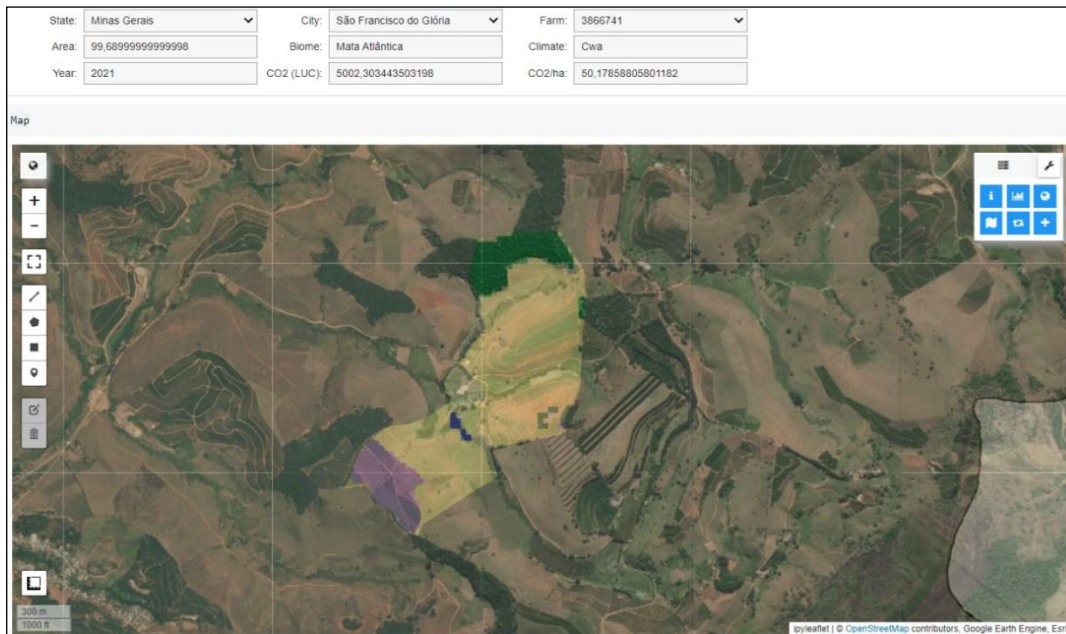 State: Minas Gerais City: São Francisco do Glória Farm: 3866741
Area: 99,68999999999998 Biome: Mata Atlântica Climate: Cwa
Year: 2021 CO2 (LUC): 5002,303443503198 CO2/ha: 50,17858805801182
Map
+
−
i
+
300 m
1000 ft
ipyleaflet | © OpenStreetMap contributors, Google Earth Engine, Esri